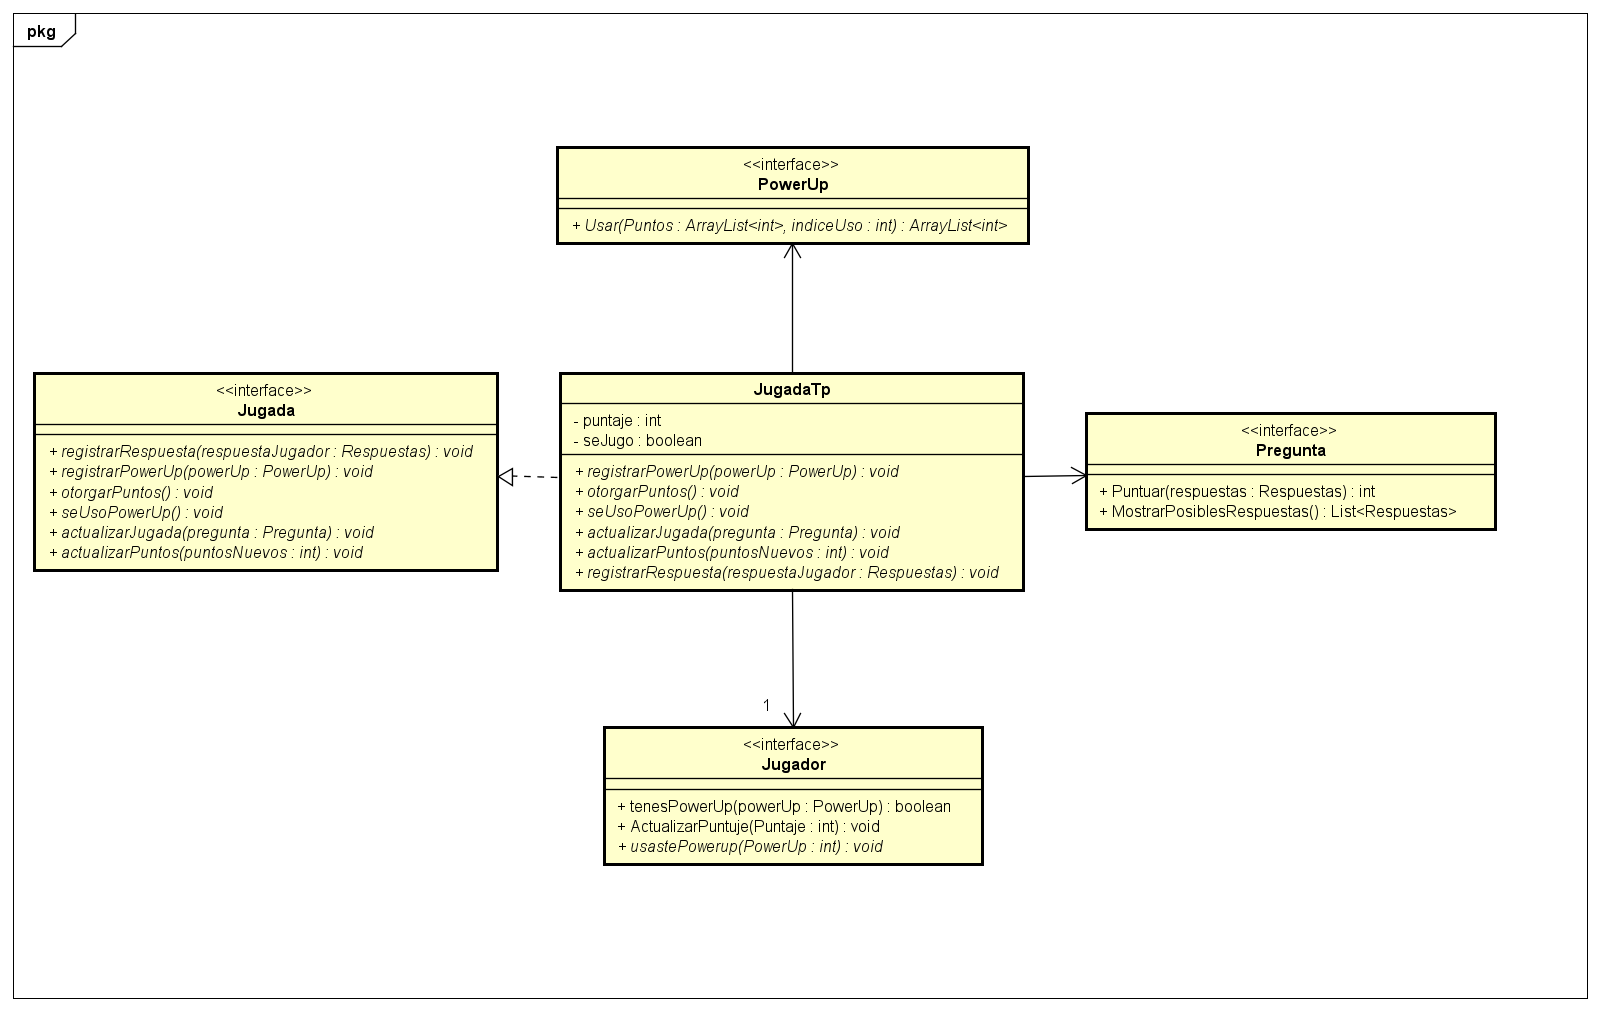 pkg
<<interface>>
PowerUp
+ Usar(Puntos : ArrayList<int>, indiceUso : int) : ArrayList<int>
<<interface>>
Jugada
+ registrarRespuesta(respuestaJugador : Respuestas) : void
+ registrarPowerUp(powerUp : PowerUp) : void
+ otorgarPuntos() : void
+ seUsoPowerUp() : void
+ actualizarJugada(pregunta : Pregunta) : void
+ actualizarPuntos(puntosNuevos : int) : void
JugadaTp
- puntaje : int
- seJugo : boolean
+ registrarPowerUp(powerUp : PowerUp) : void
+ otorgarPuntos() : void
+ seUsoPowerUp() : void
+ actualizarJugada(pregunta : Pregunta) : void
+ actualizarPuntos(puntosNuevos : int) : void
+ registrarRespuesta(respuestaJugador : Respuestas) : void
<<interface>>
Pregunta
+ Puntuar(respuestas : Respuestas) : int
+ MostrarPosiblesRespuestas() : List<Respuestas>
1
<<interface>>
Jugador
+ tenesPowerUp(powerUp : PowerUp) : boolean
+ ActualizarPuntuje(Puntaje : int) : void
+ usastePowerup(PowerUp : int) : void